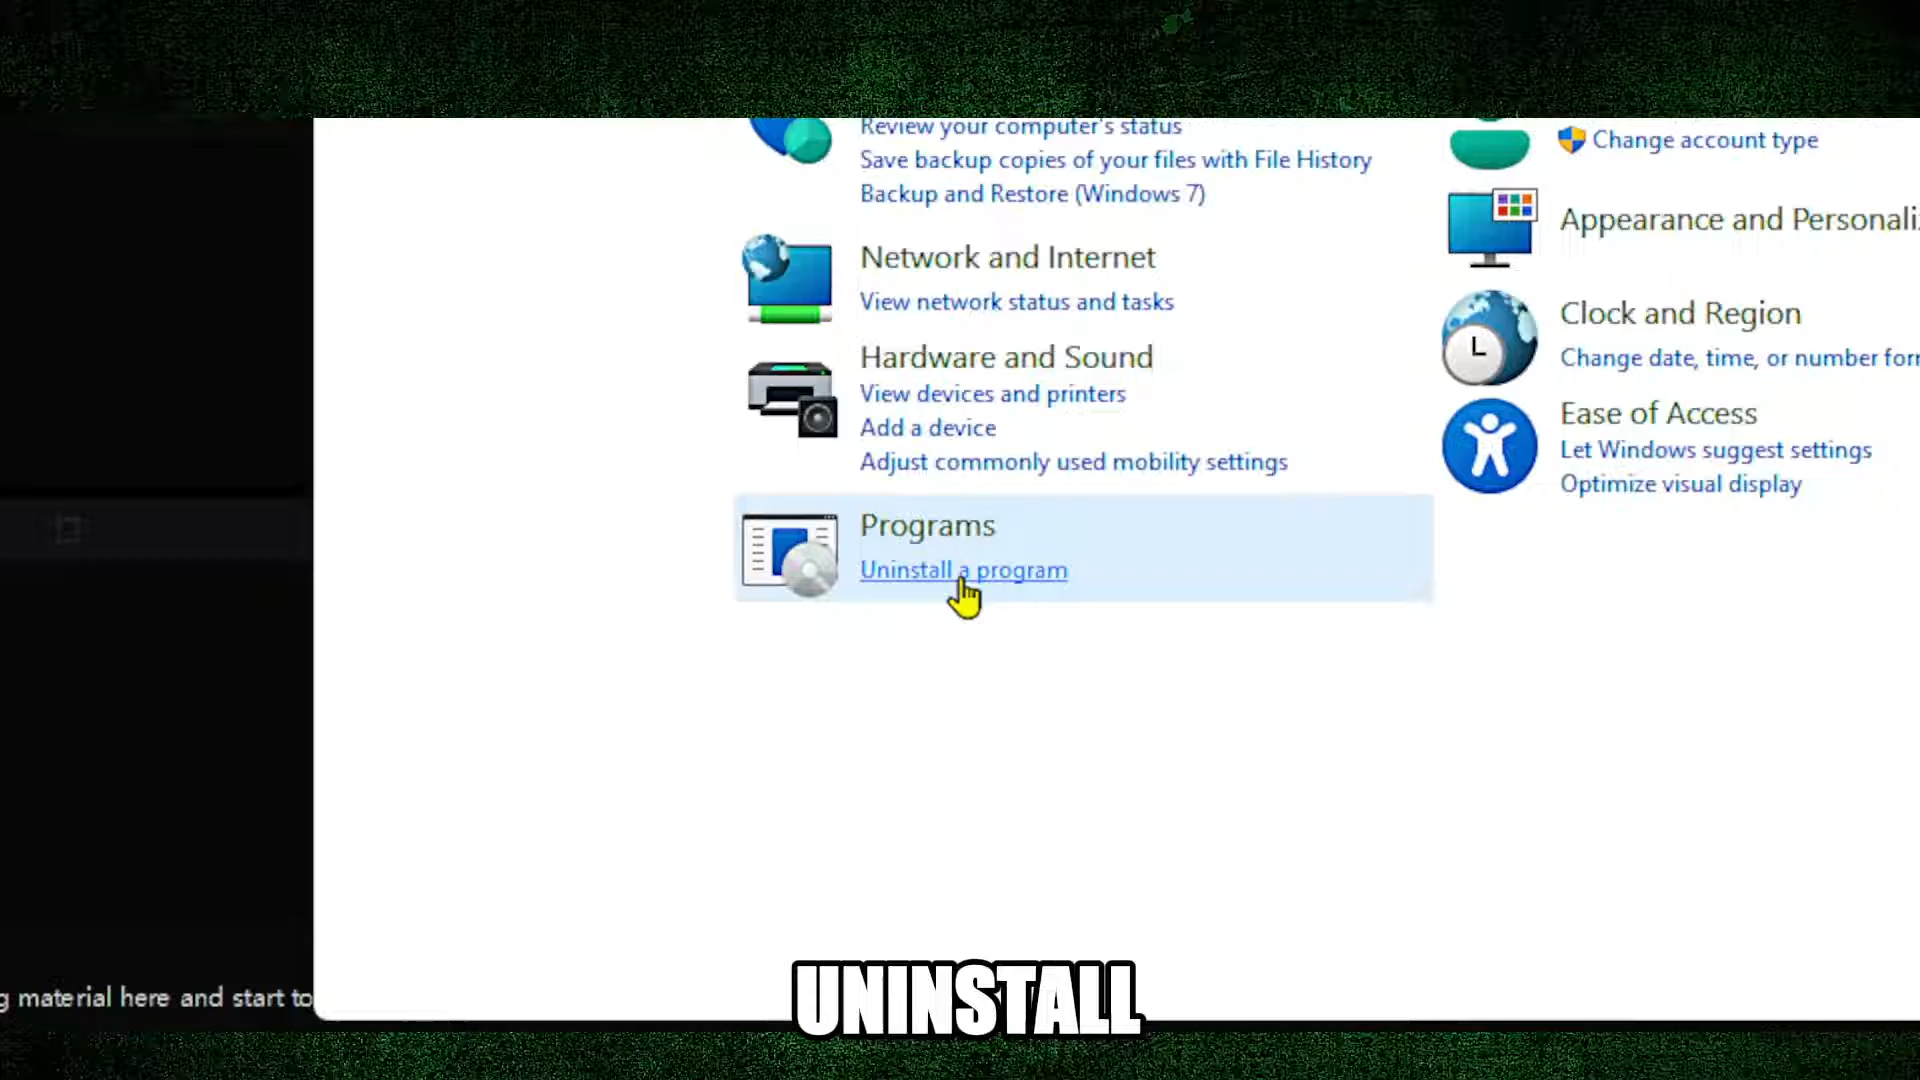 Review your computer's status
Save backup copies of your files with File History
Backup and Restore (Windows 7)
Network and Internet
View network status and tasks
Hardware and Sound
View devices and printers
Add a device
Adjust commonly used mobility settings
Programs
Uninstall a program
Change account type
Appearance and
Clock and Region
Change date, time, or number
Ease of Access
Let Windows suggest settings
Optimize visual display
material here and start to
UNINSTALL